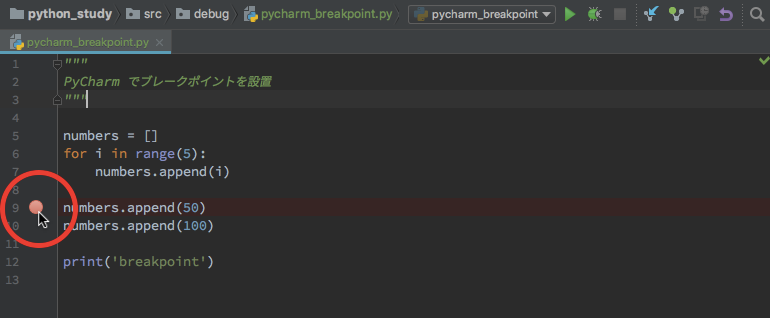 python_study src debug pycharm_breakpoint.py pycharm_breakpoint
pycharm_breakpoint.py
1 """
2 PyCharm でブレークポイントを設置
3 """
4
5 numbers = []
6 for i in range(5):
7     numbers.append(i)
8
9 numbers.append(50)
10 numbers.append(100)
11
12 print('breakpoint')
13